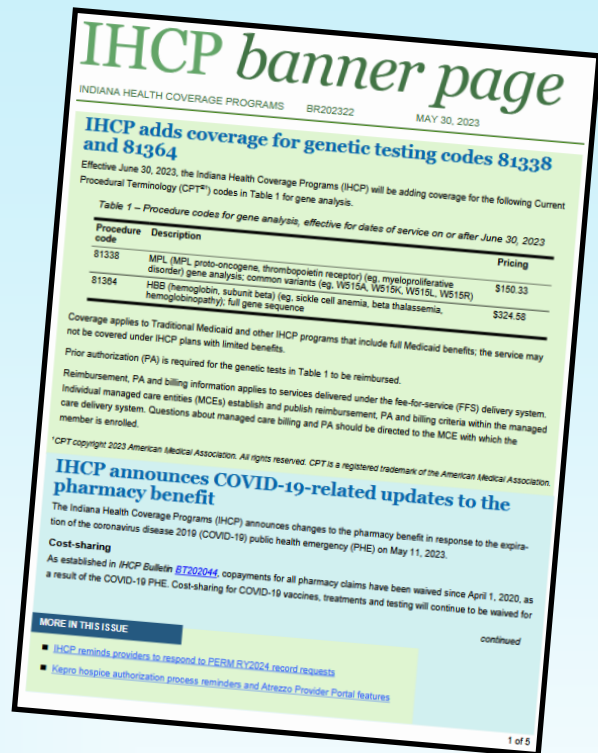 IHCP banner page
INDIANA HEALTH COVERAGE PROGRAMS BR202322 MAY 30, 2023
IHCP adds coverage for genetic testing codes 81338
and 81364
Effective June 30, 2023, the Indiana Health Coverage Programs (IHCP) will be adding coverage for the following Current
Procedural Terminology (CPT®¹) codes in Table 1 for gene analysis.
Table 1 – Procedure codes for gene analysis, effective for dates of service on or after June 30, 2023
Procedure Description Pricing
code
81338 MPL (MPL proto-oncogene, thrombopoietin receptor) (eg, myeloproliferative $150.33
disorder) gene analysis; common variants (eg, W515A, W515K, W515L, W515R)
81364 HBB (hemoglobin, subunit beta) (eg, sickle cell anemia, beta thalassemia, $324.58
hemoglobinopathy); full gene sequence
Coverage applies to Traditional Medicaid and other IHCP programs that include full Medicaid benefits; the service may
not be covered under IHCP plans with limited benefits.
Prior authorization (PA) is required for the genetic tests in Table 1 to be reimbursed.
Reimbursement, PA and billing information applies to services delivered under the fee-for-service (FFS) delivery system.
Individual managed care entities (MCEs) establish and publish reimbursement, PA and billing criteria within the managed
care delivery system. Questions about managed care billing and PA should be directed to the MCE with which the
member is enrolled.
¹CPT copyright 2023 American Medical Association. All rights reserved. CPT is a registered trademark of the American Medical Association.
IHCP announces COVID-19-related updates to the
pharmacy benefit
The Indiana Health Coverage Programs (IHCP) announces changes to the pharmacy benefit in response to the expira-
tion of the coronavirus disease 2019 (COVID-19) public health emergency (PHE) on May 11, 2023.
Cost-sharing
As established in IHCP Bulletin BT202044, copayments for all pharmacy claims have been waived since April 1, 2020, as
a result of the COVID-19 PHE. Cost-sharing for COVID-19 vaccines, treatments and testing will continue to be waived for
continued
MORE IN THIS ISSUE
■ IHCP reminds providers to respond to PERM RY2024 record requests
■ Kepro hospice authorization process reminders and Atrezzo Provider Portal features
1 of 5